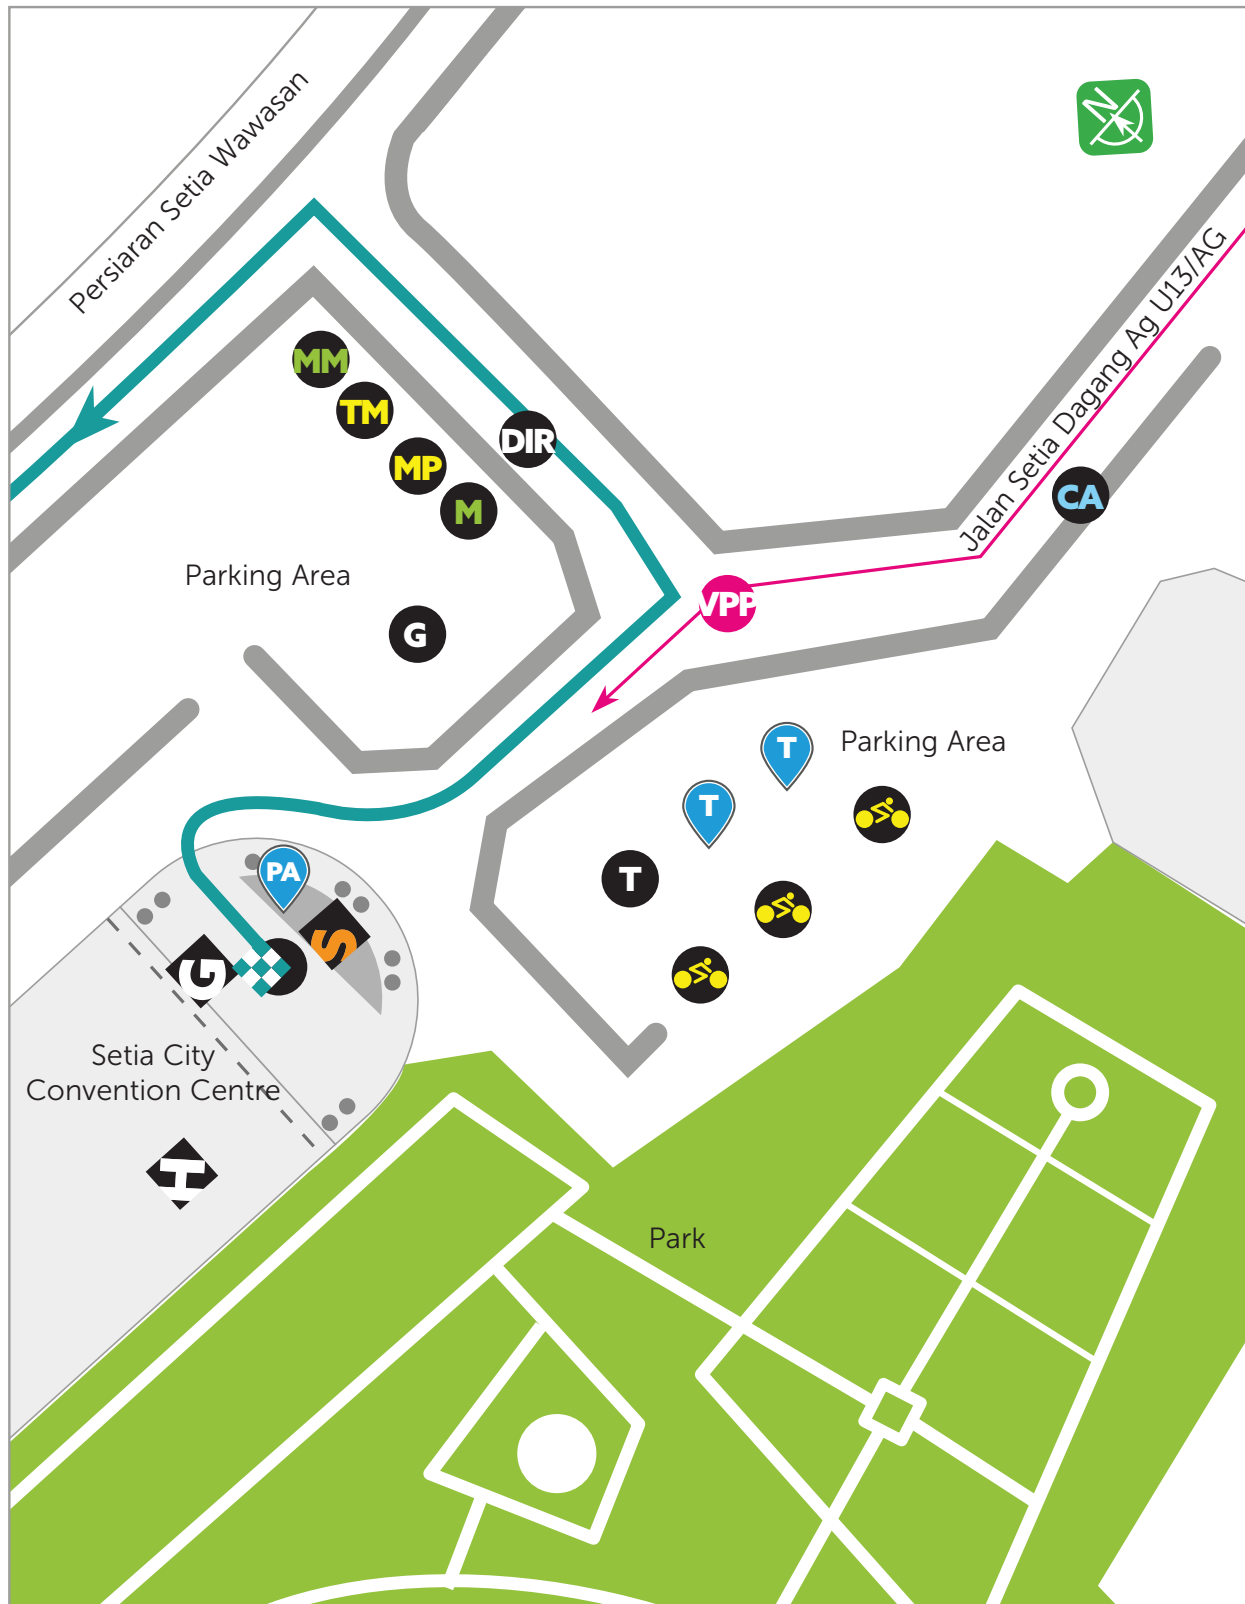 N
Persiaran Setia Wawasan
Jalan Setia Dagang Ag U13/AG
MM
TM
MP
M
DIR
CA
Parking Area
VPP
G
T
Parking Area
T
PA
T
S
G
Setia City
Convention Centre
H
Park